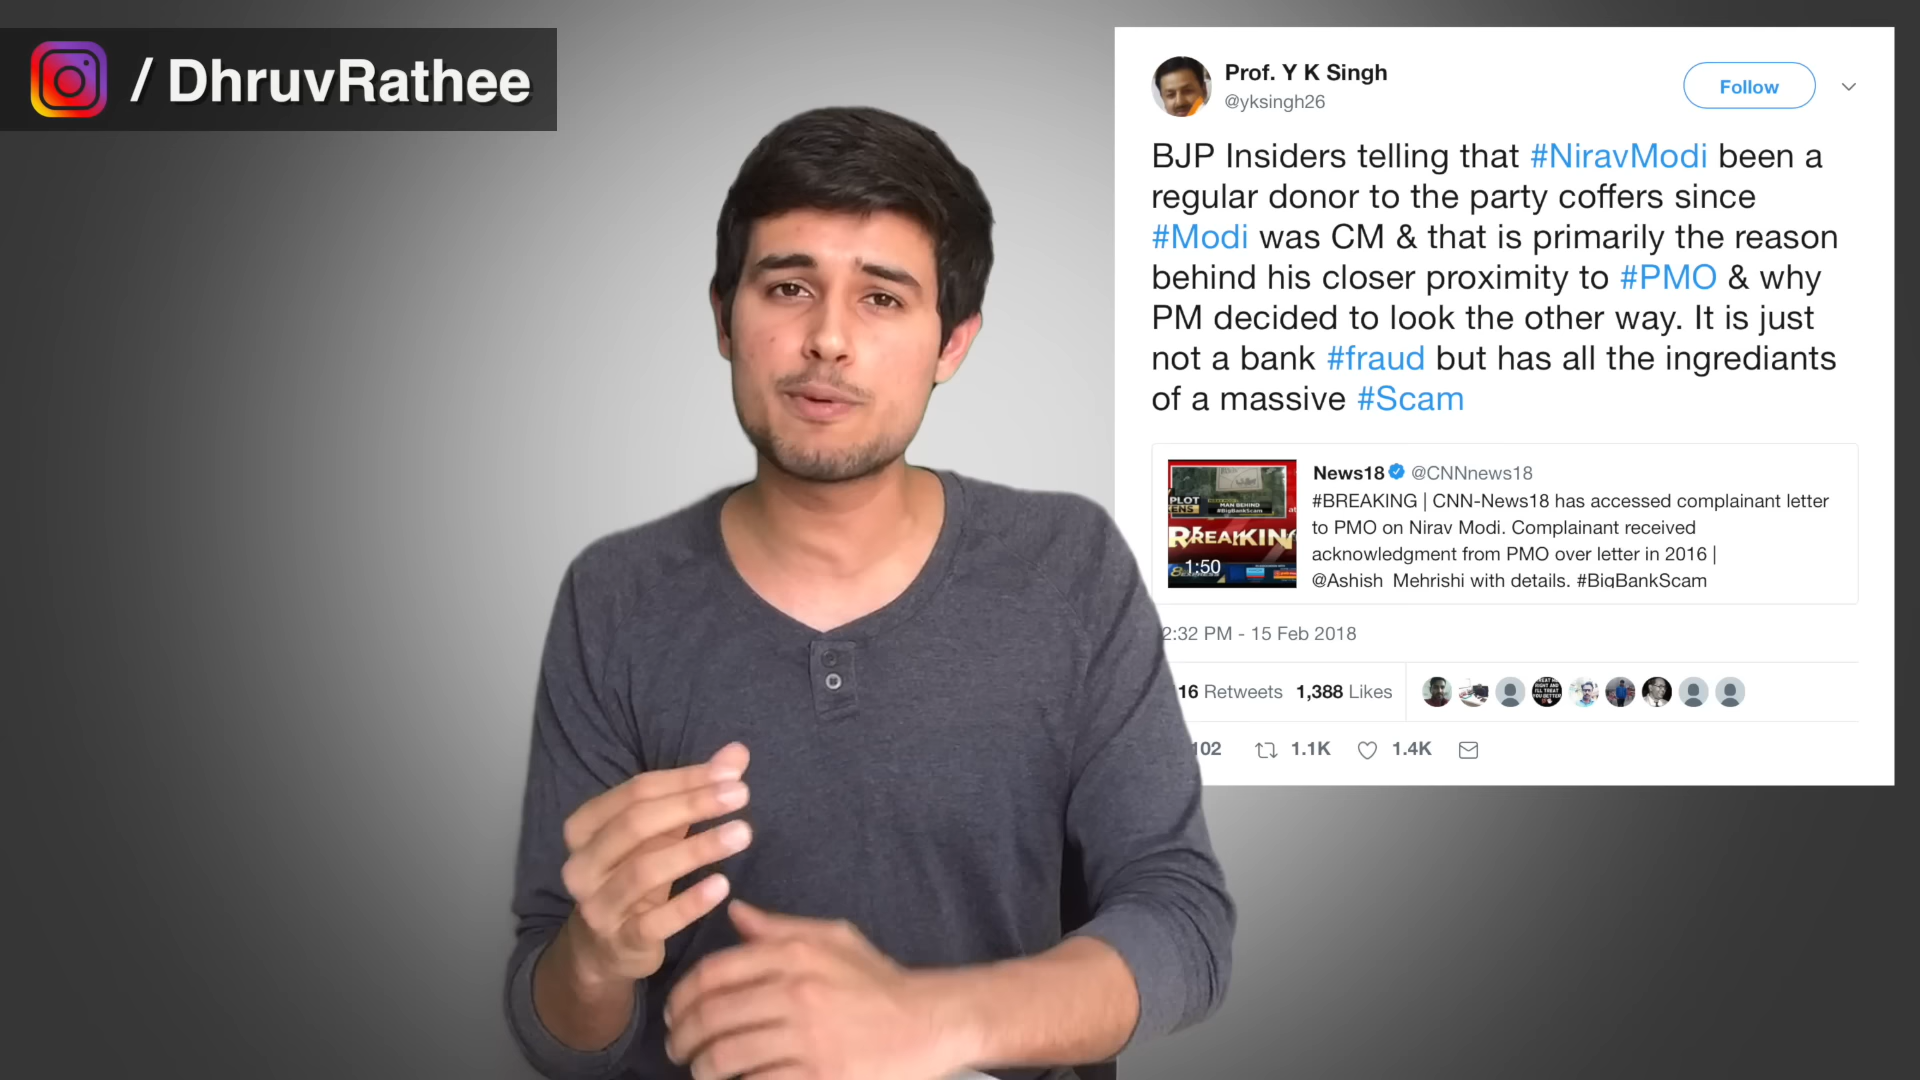 / DhruvRathee
Prof. Y K Singh
@yksingh26
Follow
BJP Insiders telling that #NiravModi been a
regular donor to the party coffers since
#Modi was CM & that is primarily the reason
behind his closer proximity to #PMO & why
PM decided to look the other way. It is just
not a bank #fraud but has all the ingrediants
of a massive #Scam
PLOT
MAN BEHIND
#BigBankScam
BREAKING
1:50
News18 @CNNnews18
#BREAKING | CNN-News18 has accessed complainant letter
to PMO on Nirav Modi. Complainant received
acknowledgment from PMO over letter in 2016 |
@Ashish_Mehrishi with details. #BigBankScam
2:32 PM - 15 Feb 2018
16 Retweets 1,388 Likes
102 1.1K 1.4K